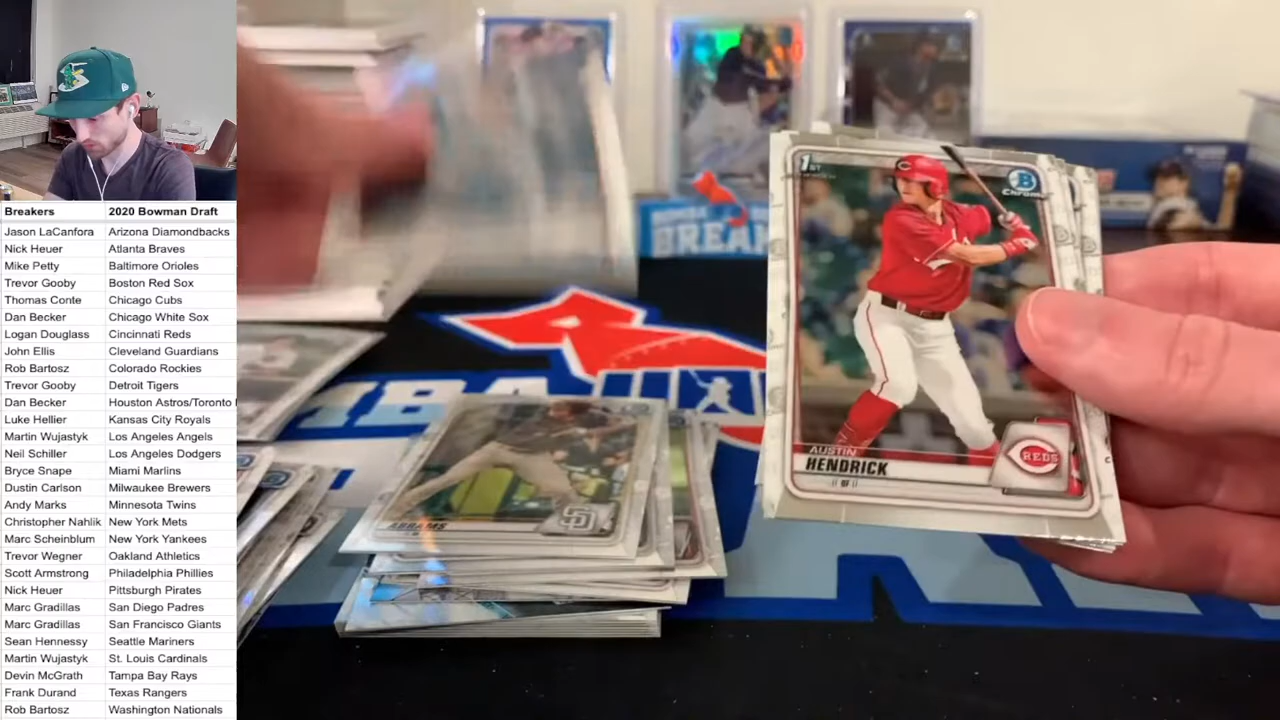 Breakers 2020 Bowman Draft
Jason LaCanfora Arizona Diamondbacks
Nick Heuer Atlanta Braves
Mike Petty Baltimore Orioles
Trevor Gooby Boston Red Sox
Thomas Conte Chicago Cubs
Dan Becker Chicago White Sox
Logan Douglass Cincinnati Reds
John Ellis Cleveland Guardians
Rob Bartosz Colorado Rockies
Trevor Gooby Detroit Tigers
Dan Becker Houston Astros/Toronto
Luke Hellier Kansas City Royals
Martin Wujastyk Los Angeles Angels
Neil Schiller Los Angeles Dodgers
Bryce Snape Miami Marlins
Dustin Carlson Milwaukee Brewers
Andy Marks Minnesota Twins
Christopher Nahlik New York Mets
Marc Scheinblum New York Yankees
Trevor Wegner Oakland Athletics
Scott Armstrong Philadelphia Phillies
Nick Heuer Pittsburgh Pirates
Marc Gradillas San Diego Padres
Marc Gradillas San Francisco Giants
Sean Hennessy Seattle Mariners
Martin Wujastyk St. Louis Cardinals
Devin McGrath Tampa Bay Rays
Frank Durand Texas Rangers
Rob Bartosz Washington Nationals
BREAK
1ST
B
Chrome
AUSTIN
HENDRICK
OF
REDS
ABRAMS
SD